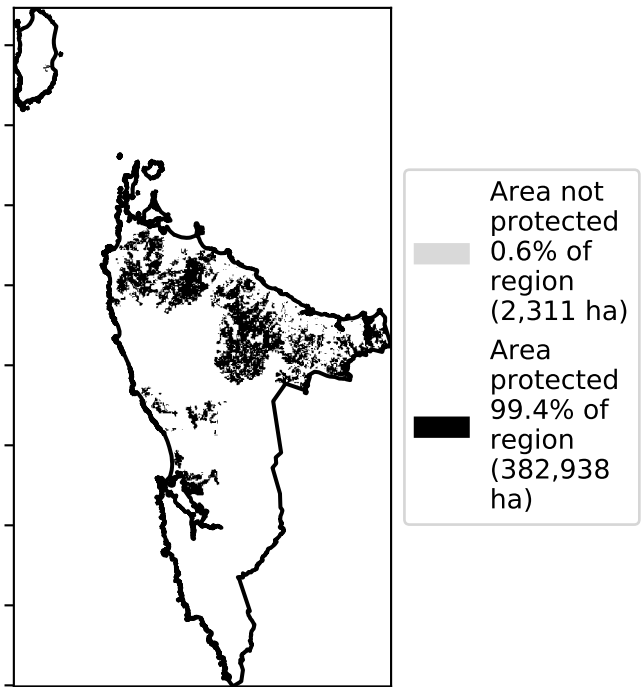 Area not
protected
0.6% of
region
(2,311 ha)
Area
protected
99.4% of
region
(382,938
ha)